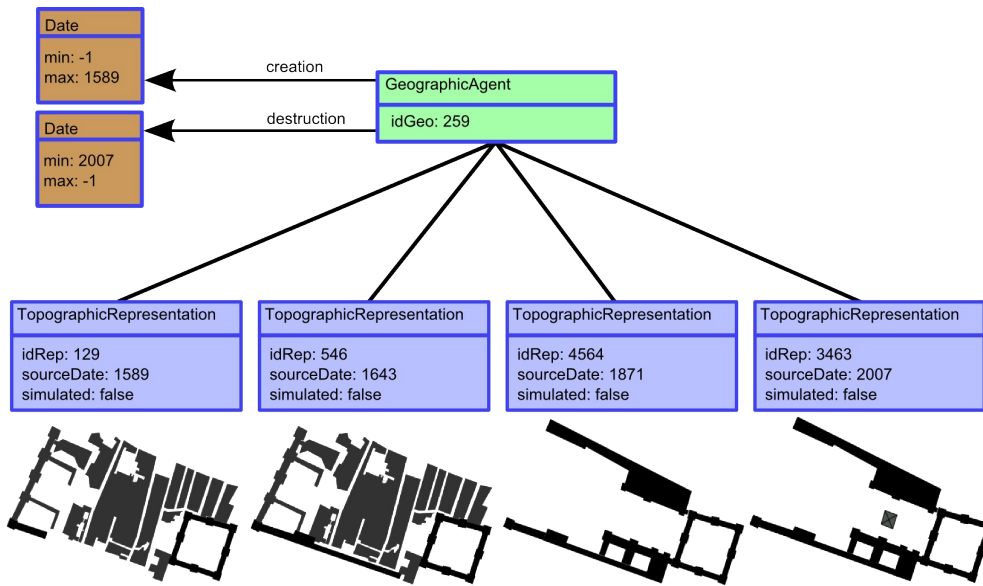 Date
min: -1
max: 1589
creation
GeographicAgent
idGeo: 259
destruction
Date
min: 2007
max: -1
TopographicRepresentation
idRep: 129
sourceDate: 1589
simulated: false
TopographicRepresentation
idRep: 546
sourceDate: 1643
simulated: false
TopographicRepresentation
idRep: 4564
sourceDate: 1871
simulated: false
TopographicRepresentation
idRep: 3463
sourceDate: 2007
simulated: false